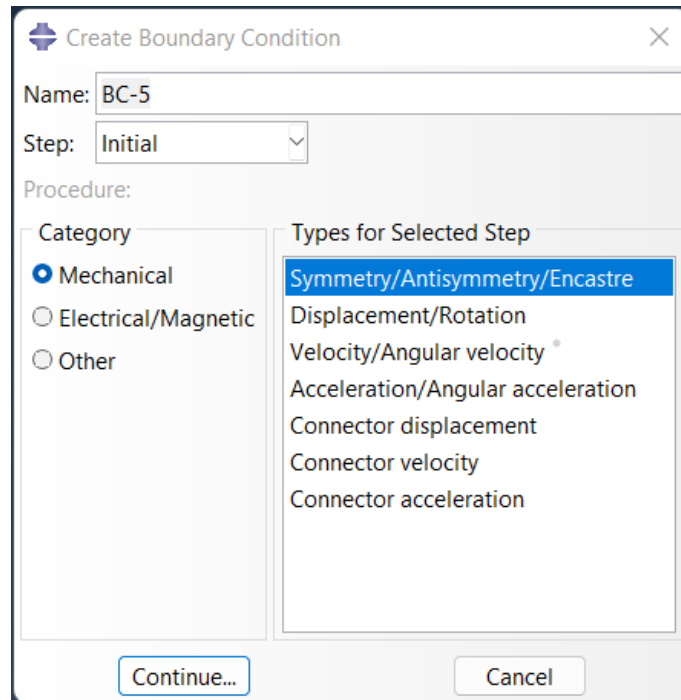 Create Boundary Condition
Name: BC-5
Step: Initial
Procedure:
Category
Mechanical
Electrical/Magnetic
Other
Types for Selected Step
Symmetry/Antisymmetry/Encastre
Displacement/Rotation
Velocity/Angular velocity
Acceleration/Angular acceleration
Connector displacement
Connector velocity
Connector acceleration
Continue...
Cancel